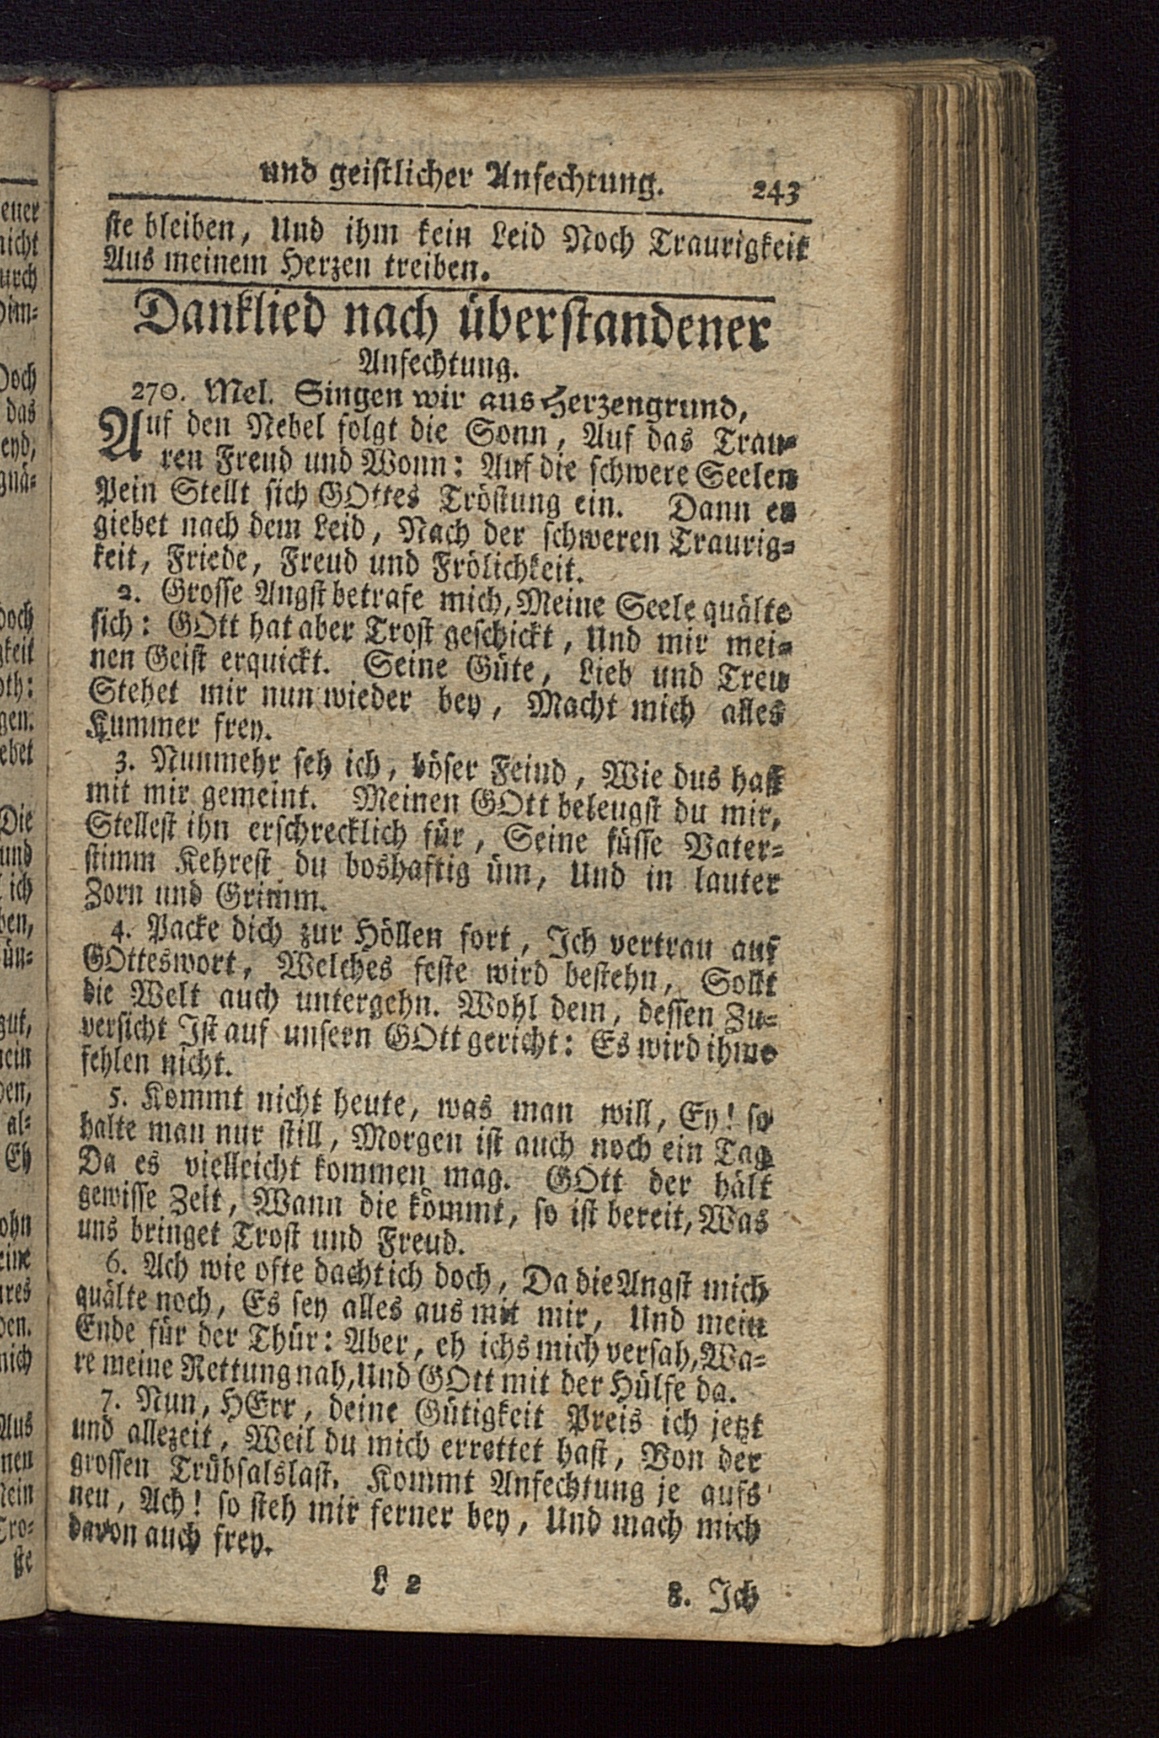 und geistlicher Anfechtung. 243
ste bleiben, Und ihm kein Leid Noch Traurigkeit
Aus meinem Herzen treiben.
Danklied nach überstandener
Anfechtung.
270. Mel. Singen wir aus Herzengrund,
Auf den Nebel folgt die Sonn, Auf das Trau-
ren Freud und Wonn: Auf die schwere Seelen
Pein Stellt sich GOttes Tröstung ein. Dann es
giebet nach dem Leid, Nach der schweren Traurig-
keit, Friede, Freud und Frölichkeit.
2. Grosse Angst betrafe mich, Meine Seele quälte
sich: GOtt hat aber Trost geschickt, Und mir mei-
nen Geist erquickt. Seine Güte, Lieb und Treu
Stehet mir nun wieder bey, Macht mich alles
Kummer frey.
3. Nunmehr seh ich, böser Feind, Wie dus hast
mit mir gemeint. Meinen GOtt beleugst du mir,
Stellest ihn erschrecklich für, Seine süsse Vater-
stimm Kehrest du boshaftig üm, Und in lauter
Zorn und Grimm.
4. Packe dich zur Höllen fort, Ich vertrau auf
GOtteswort, Welches feste wird bestehn, Sollt
die Welt auch untergehn. Wohl dem, dessen Zu-
versicht Ist auf unsern GOtt gericht: Es wird ihme
fehlen nicht.
5. Kommt nicht heute, was man will, Ey! so
halte man nur still, Morgen ist auch noch ein Tag
Da es vielleicht kommen mag. GOtt der hält
gewisse Zeit, Wann die kömmt, so ist bereit, Was
uns bringet Trost und Freud.
6. Ach wie ofte dacht ich doch, Da die Angst mich
quälte noch, Es sey alles aus mit mir, Und mein
Ende für der Thür: Aber, eh ichs mich versah, Wa-
re meine Rettung nah, Und GOtt mit der Hülfe da.
7. Nun, HErr, deine Gütigkeit Preis ich jetzt
und allezeit, Weil du mich errettet hast, Von der
grossen Trübsalslast. Kommt Anfechtung je aufs
neu, Ach! so steh mir ferner bey, Und mach mich
davon auch frey.
L 2 8. Ich